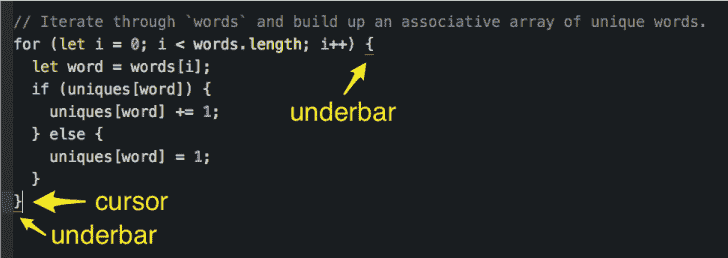 // Iterate through `words` and build up an associative array of unique words.
for (let i = 0; i < words.length; i++) {
  let word = words[i];
  if (uniques[word]) {
    uniques[word] += 1;
  } else {
    uniques[word] = 1;
  }
}
underbar
cursor
underbar